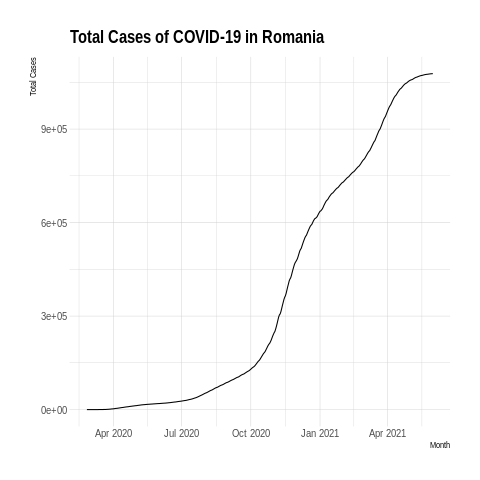 Total Cases of COVID-19 in Romania
Total Cases
9e+05
6e+05
3e+05
0e+00
Apr 2020 Jul 2020 Oct 2020 Jan 2021 Apr 2021
Month